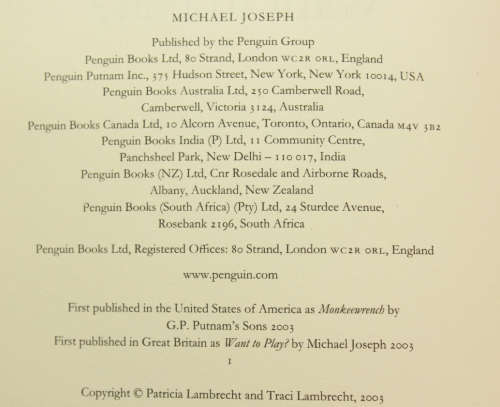 MICHAEL JOSEPH
Published by the Penguin Group
Penguin Books Ltd, 80 Strand, London WC2R 0RL, England
Penguin Putnam Inc., 375 Hudson Street, New York, New York 10014, USA
Penguin Books Australia Ltd, 250 Camberwell Road,
Camberwell, Victoria 3124, Australia
Penguin Books Canada Ltd, 10 Alcorn Avenue, Toronto, Ontario, Canada M4V 3B2
Penguin Books India (P) Ltd, 11 Community Centre,
Panchsheel Park, New Delhi – 110 017, India
Penguin Books (NZ) Ltd, Cnr Rosedale and Airborne Roads,
Albany, Auckland, New Zealand
Penguin Books (South Africa) (Pty) Ltd, 24 Sturdee Avenue,
Rosebank 2196, South Africa
Penguin Books Ltd, Registered Offices: 80 Strand, London WC2R 0RL, England
www.penguin.com
First published in the United States of America as Monkeewrench by
G.P. Putnam's Sons 2003
First published in Great Britain as Want to Play? by Michael Joseph 2003
1
Copyright © Patricia Lambrecht and Traci Lambrecht, 2003